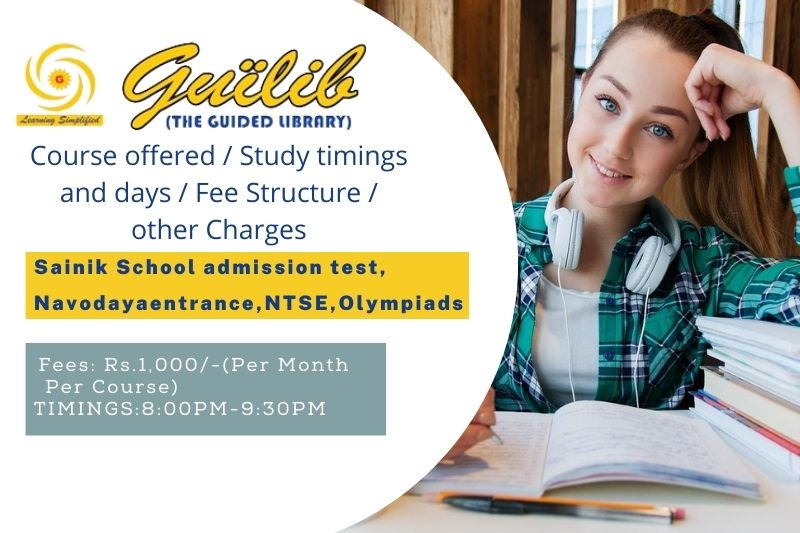 G
Learning Simplified
Guïlib
(THE GUIDED LIBRARY)
Course offered / Study timings
and days / Fee Structure /
other Charges
Sainik School admission test,
Navodayaentrance,NTSE,Olympiads
Fees: Rs.1,000/-(Per Month
Per Course)
TIMINGS:8:00PM-9:30PM